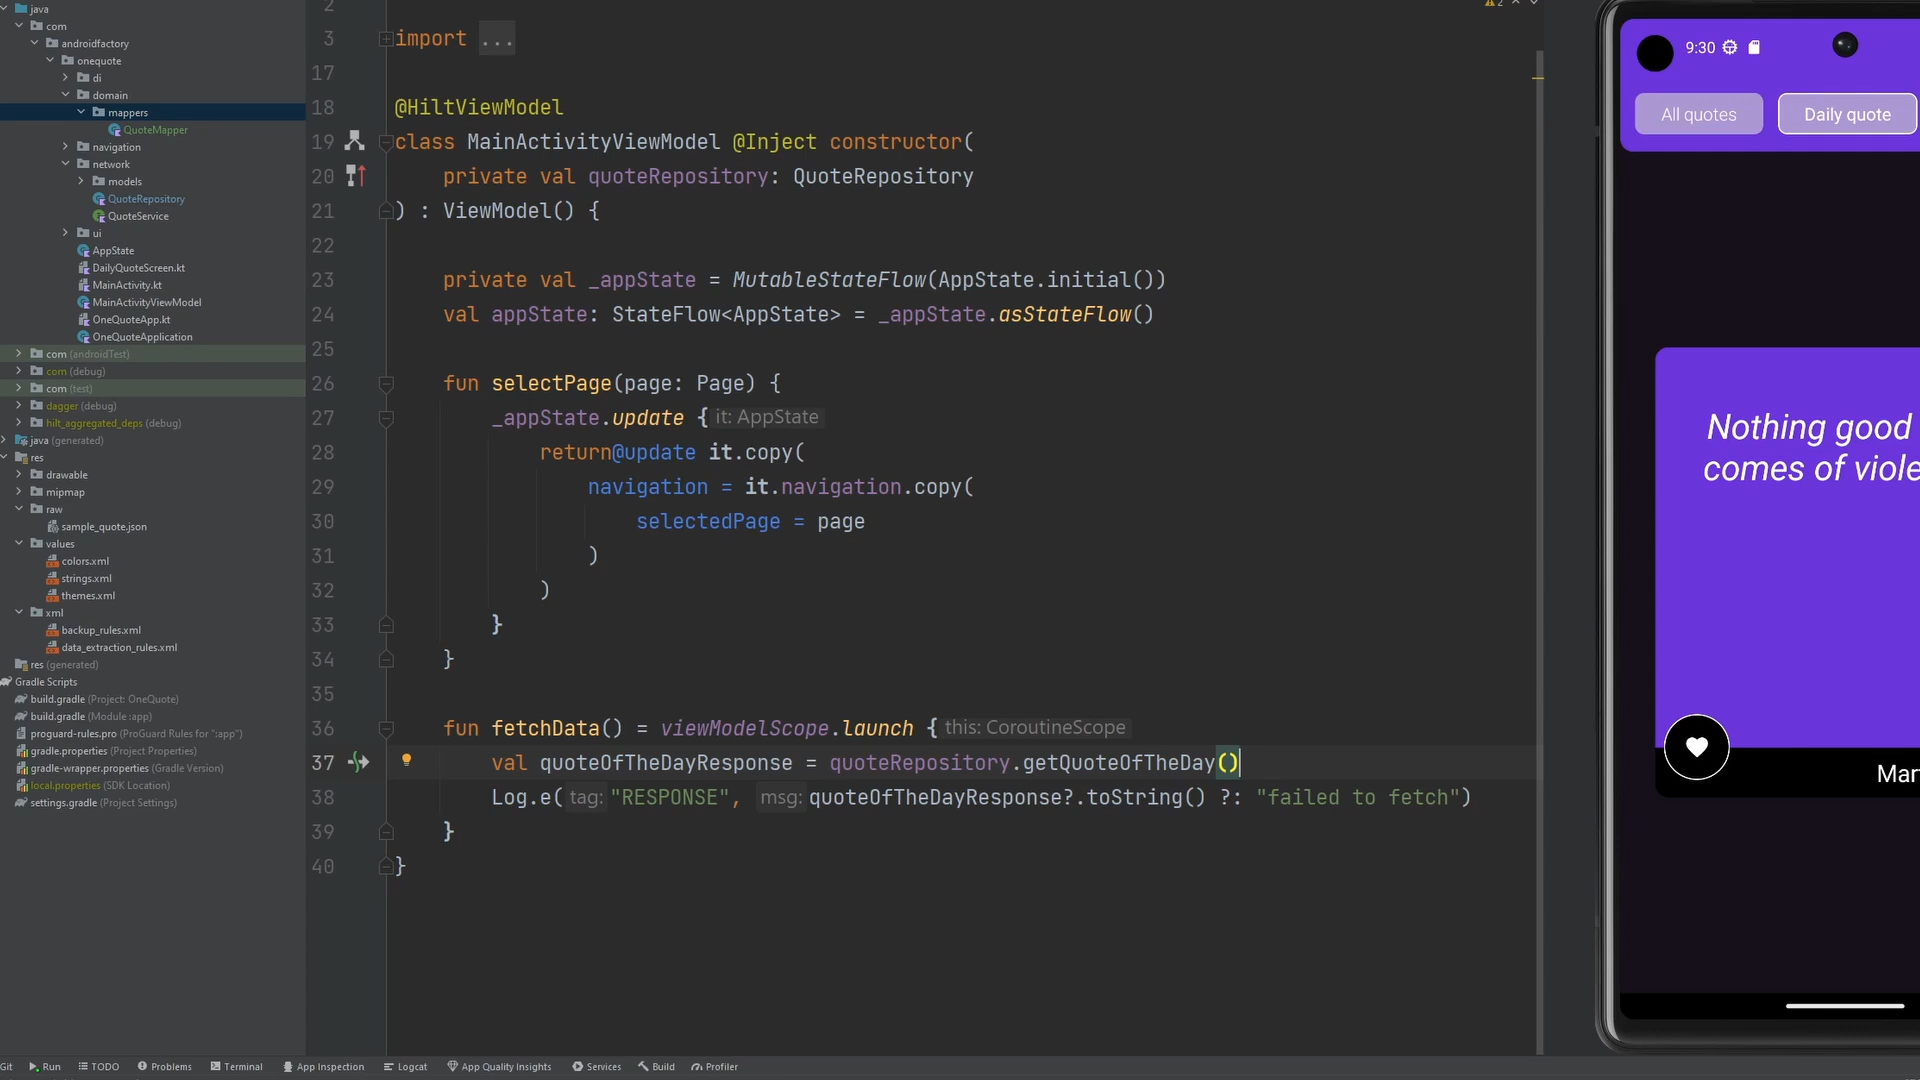 java
com
androidfactory
onequote
di
domain
mappers
QuoteMapper
navigation
network
models
QuoteRepository
QuoteService
ui
AppState
DailyQuoteScreen.kt
MainActivity.kt
MainActivityViewModel
OneQuoteApp.kt
OneQuoteApplication
com (androidTest)
com (debug)
com (test)
dagger (debug)
hilt_aggregated_deps (debug)
java (generated)
res
drawable
mipmap
raw
sample_quote.json
values
colors.xml
strings.xml
themes.xml
xml
backup_rules.xml
data_extraction_rules.xml
res (generated)
Gradle Scripts
build.gradle (Project: OneQuote)
build.gradle (Module :app)
proguard-rules.pro (ProGuard Rules for ":app")
gradle.properties (Project Properties)
gradle-wrapper.properties (Gradle Version)
local.properties (SDK Location)
settings.gradle (Project Settings)
2
3 import ...
17
18 @HiltViewModel
19 class MainActivityViewModel @Inject constructor(
20 private val quoteRepository: QuoteRepository
21 ) : ViewModel() {
22
23 private val _appState = MutableStateFlow(AppState.initial())
24 val appState: StateFlow<AppState> = _appState.asStateFlow()
25
26 fun selectPage(page: Page) {
27 _appState.update { it: AppState
28 return@update it.copy(
29 navigation = it.navigation.copy(
30 selectedPage = page
31 )
32 )
33 }
34 }
35
36 fun fetchData() = viewModelScope.launch { this: CoroutineScope
37 val quoteOfTheDayResponse = quoteRepository.getQuoteOfTheDay()
38 Log.e( tag: "RESPONSE", msg: quoteOfTheDayResponse?.toString() ?: "failed to fetch")
39 }
40 }
2
9:30
All quotes
Daily quote
Nothing good
comes of viole
Mar
Git Run TODO Problems Terminal App Inspection Logcat App Quality Insights Services Build Profiler